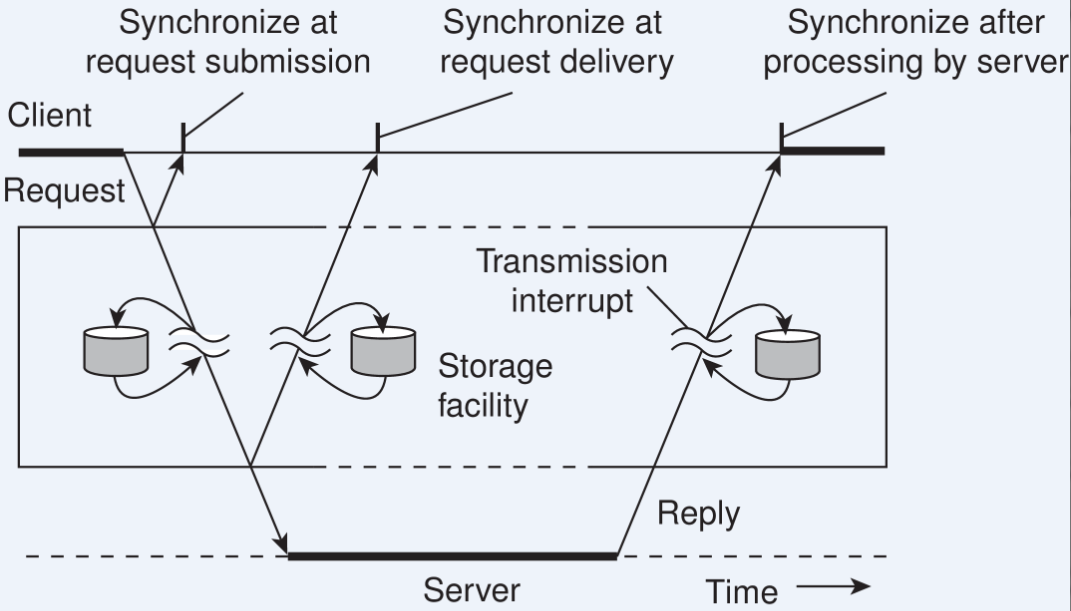 Synchronize at
request submission
Synchronize at
request delivery
Synchronize after
processing by server
Client
Request
Transmission
interrupt
Storage
facility
Reply
Server
Time